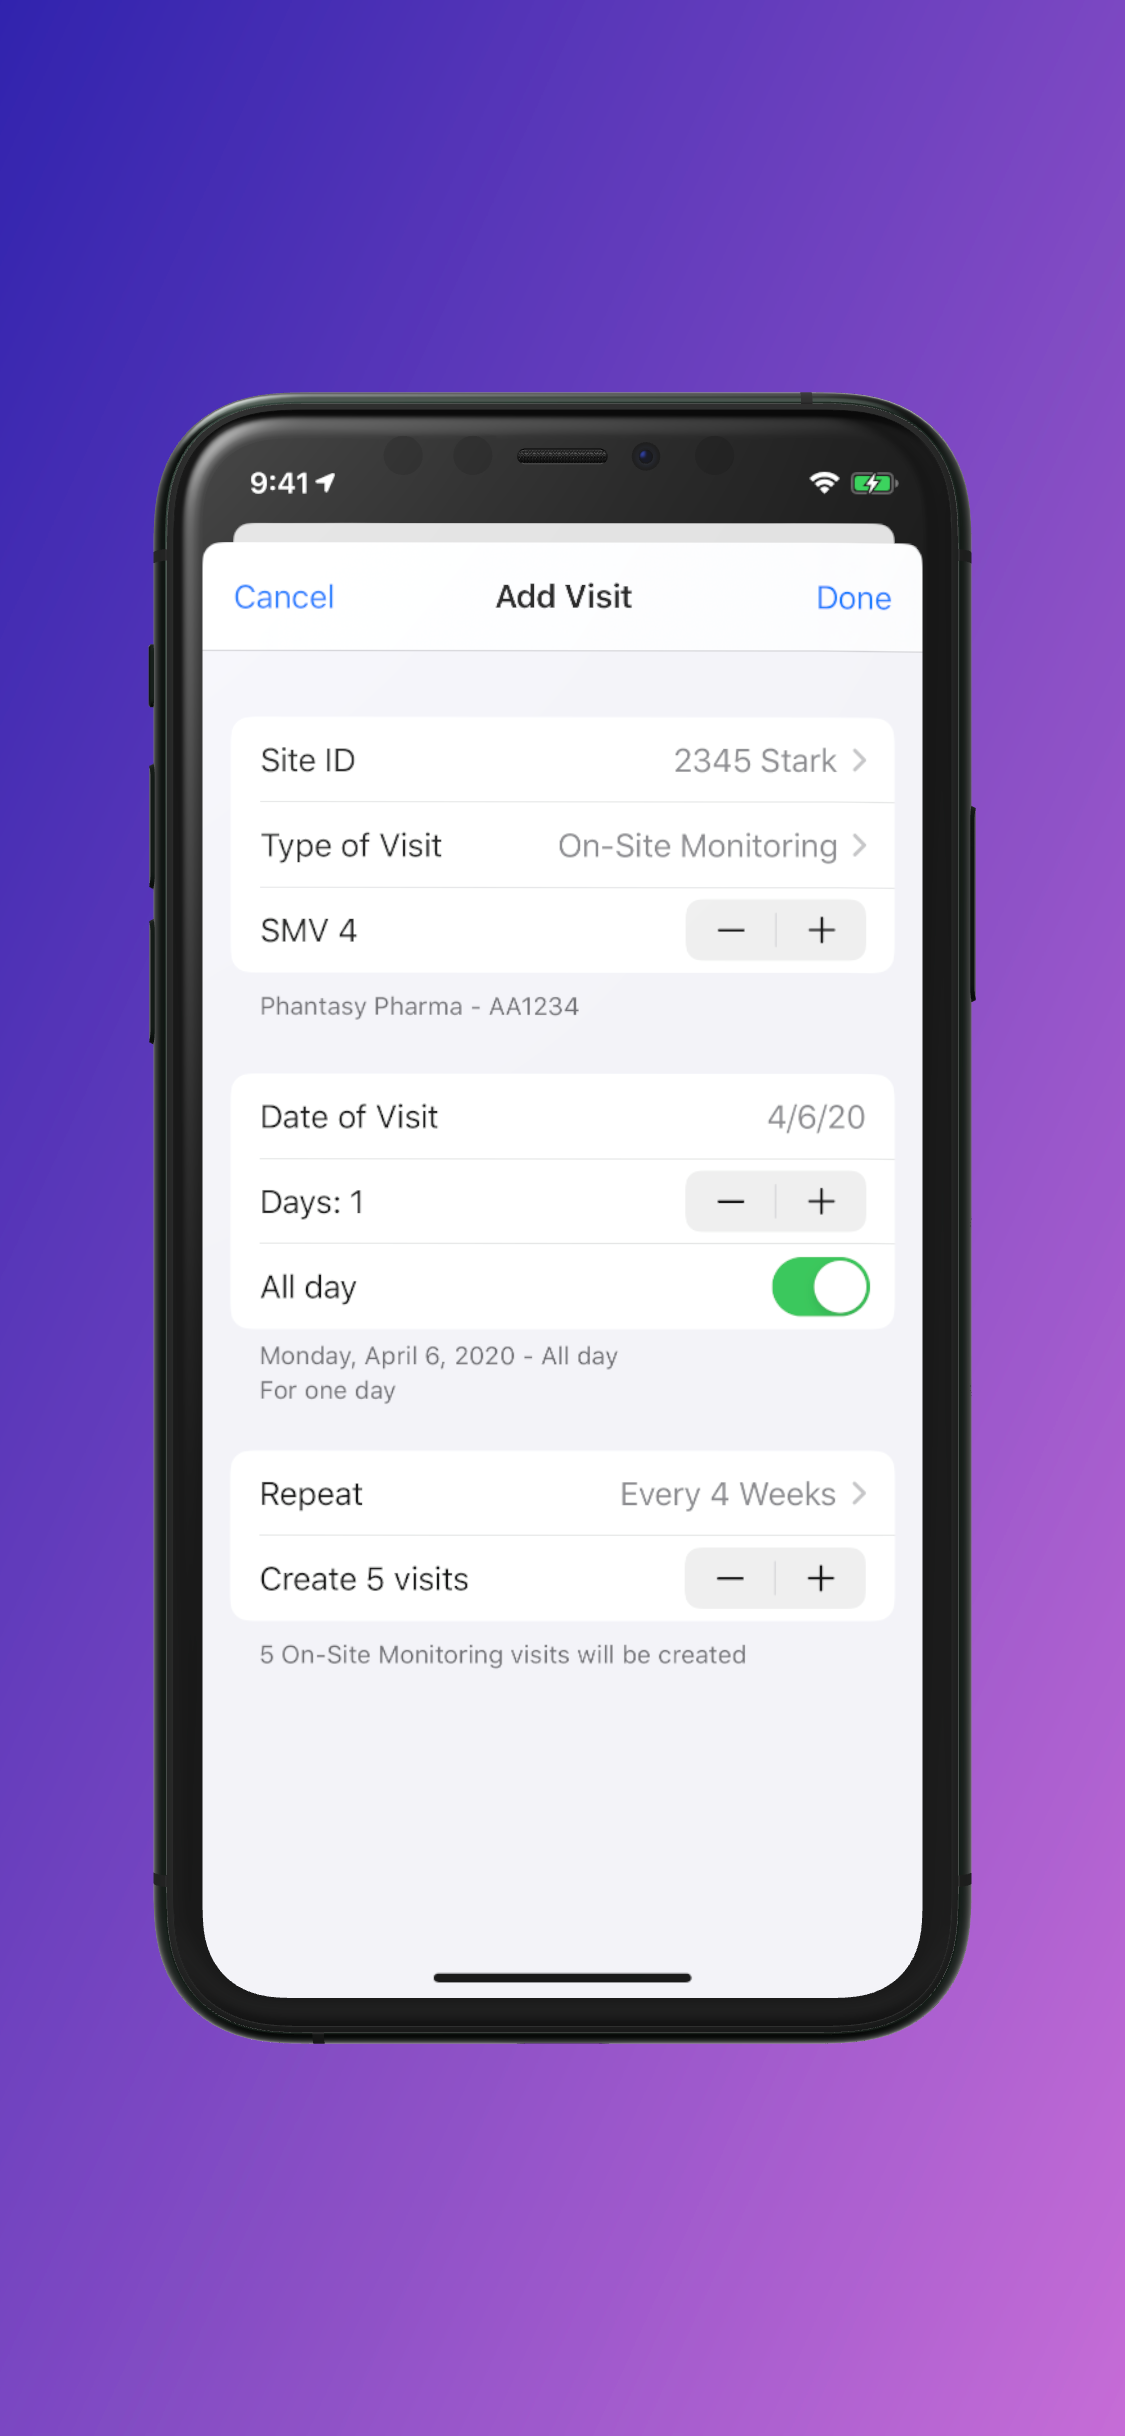 9:41
Cancel Add Visit Done
Site ID 2345 Stark
Type of Visit On-Site Monitoring
SMV 4 − +
Phantasy Pharma - AA1234
Date of Visit 4/6/20
Days: 1 − +
All day
Monday, April 6, 2020 - All day
For one day
Repeat Every 4 Weeks
Create 5 visits − +
5 On-Site Monitoring visits will be created